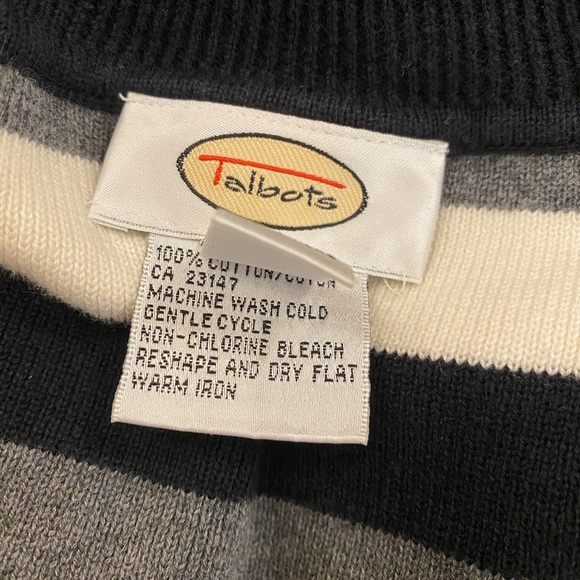 Talbots
100% COTTON/COTON
CA 23147
MACHINE WASH COLD
GENTLE CYCLE
NON-CHLORINE BLEACH
RESHAPE AND DRY FLAT
WARM IRON